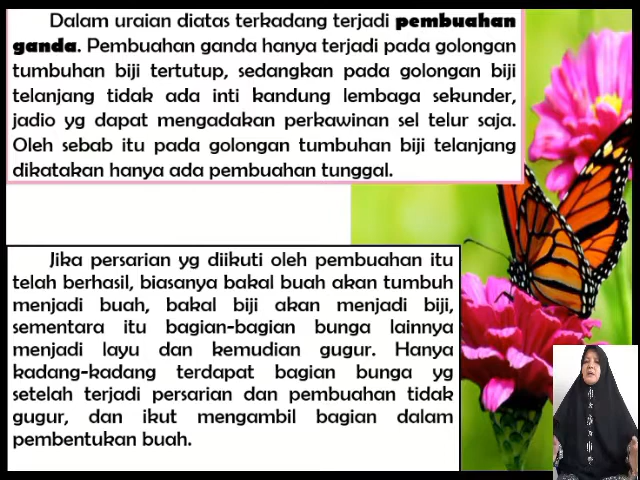 Dalam uraian diatas terkadang terjadi pembuahan
ganda. Pembuahan ganda hanya terjadi pada golongan
tumbuhan biji tertutup, sedangkan pada golongan biji
telanjang tidak ada inti kandung lembaga sekunder,
jadio yg dapat mengadakan perkawinan sel telur saja.
Oleh sebab itu pada golongan tumbuhan biji telanjang
dikatakan hanya ada pembuahan tunggal.
Jika persarian yg diikuti oleh pembuahan itu
telah berhasil, biasanya bakal buah akan tumbuh
menjadi buah, bakal biji akan menjadi biji,
sementara itu bagian-bagian bunga lainnya
menjadi layu dan kemudian gugur. Hanya
kadang-kadang terdapat bagian bunga yg
setelah terjadi persarian dan pembuahan tidak
gugur, dan ikut mengambil bagian dalam
pembentukan buah.